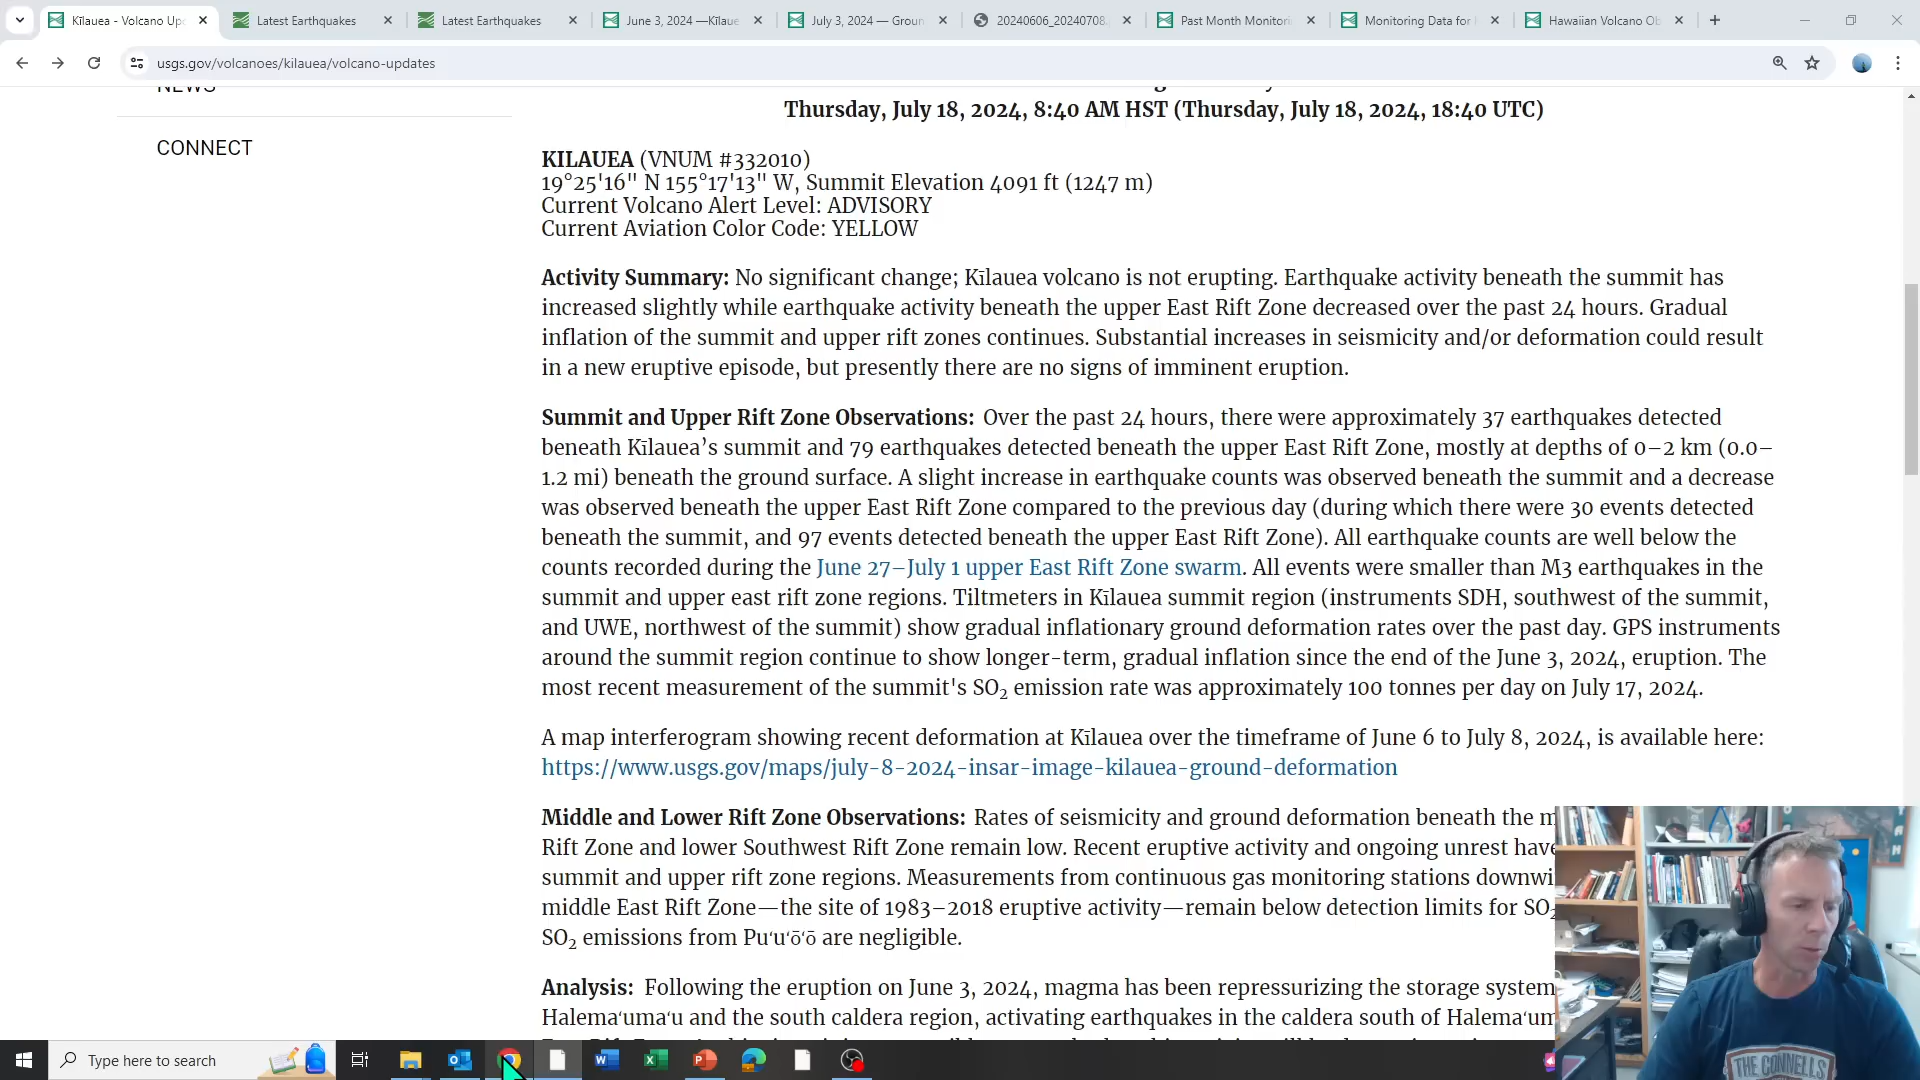 Kīlauea - Volcano Up
Latest Earthquakes
Latest Earthquakes
June 3, 2024 —Kīlaue
July 3, 2024 — Groun
20240606_20240708.
Past Month Monitori
Monitoring Data for
Hawaiian Volcano Ob
usgs.gov/volcanoes/kilauea/volcano-updates
NEWS
CONNECT
Thursday, July 18, 2024, 8:40 AM HST (Thursday, July 18, 2024, 18:40 UTC)
KILAUEA (VNUM #332010)
19°25'16" N 155°17'13" W, Summit Elevation 4091 ft (1247 m)
Current Volcano Alert Level: ADVISORY
Current Aviation Color Code: YELLOW
Activity Summary: No significant change; Kīlauea volcano is not erupting. Earthquake activity beneath the summit has
increased slightly while earthquake activity beneath the upper East Rift Zone decreased over the past 24 hours. Gradual
inflation of the summit and upper rift zones continues. Substantial increases in seismicity and/or deformation could result
in a new eruptive episode, but presently there are no signs of imminent eruption.
Summit and Upper Rift Zone Observations: Over the past 24 hours, there were approximately 37 earthquakes detected
beneath Kīlauea’s summit and 79 earthquakes detected beneath the upper East Rift Zone, mostly at depths of 0–2 km (0.0–
1.2 mi) beneath the ground surface. A slight increase in earthquake counts was observed beneath the summit and a decrease
was observed beneath the upper East Rift Zone compared to the previous day (during which there were 30 events detected
beneath the summit, and 97 events detected beneath the upper East Rift Zone). All earthquake counts are well below the
counts recorded during the June 27–July 1 upper East Rift Zone swarm. All events were smaller than M3 earthquakes in the
summit and upper east rift zone regions. Tiltmeters in Kīlauea summit region (instruments SDH, southwest of the summit,
and UWE, northwest of the summit) show gradual inflationary ground deformation rates over the past day. GPS instruments
around the summit region continue to show longer-term, gradual inflation since the end of the June 3, 2024, eruption. The
most recent measurement of the summit's SO₂ emission rate was approximately 100 tonnes per day on July 17, 2024.
A map interferogram showing recent deformation at Kīlauea over the timeframe of June 6 to July 8, 2024, is available here:
https://www.usgs.gov/maps/july-8-2024-insar-image-kilauea-ground-deformation
Middle and Lower Rift Zone Observations: Rates of seismicity and ground deformation beneath the m
Rift Zone and lower Southwest Rift Zone remain low. Recent eruptive activity and ongoing unrest have
summit and upper rift zone regions. Measurements from continuous gas monitoring stations downwi
middle East Rift Zone—the site of 1983–2018 eruptive activity—remain below detection limits for SO₂
SO₂ emissions from Puʻuʻōʻō are negligible.
Analysis: Following the eruption on June 3, 2024, magma has been repressurizing the storage system
Halemaʻumaʻu and the south caldera region, activating earthquakes in the caldera south of Halemaʻum
Type here to search
THE CONNELLS